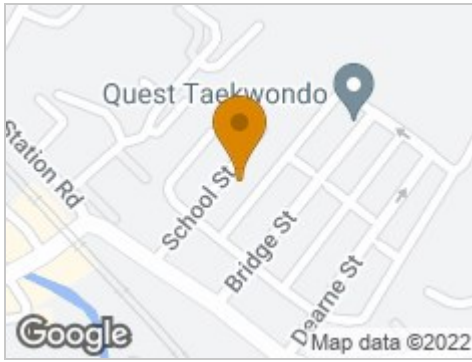 Quest Taekwondo
Station Rd
School St
Bridge St
Dearne St
Google
Map data ©2022